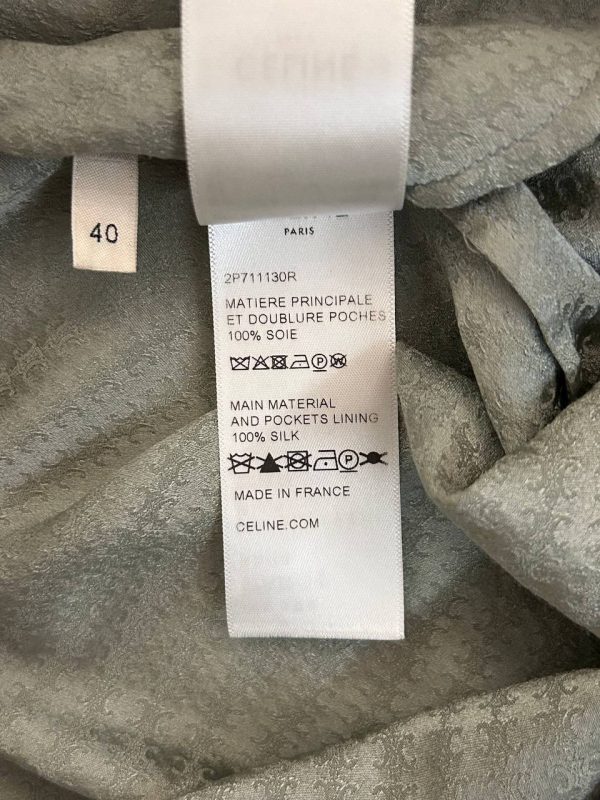 CELINE
40
PARIS
2P711130R
MATIERE PRINCIPALE
ET DOUBLURE POCHES
100% SOIE
P W
MAIN MATERIAL
AND POCKETS LINING
100% SILK
P
MADE IN FRANCE
CELINE.COM